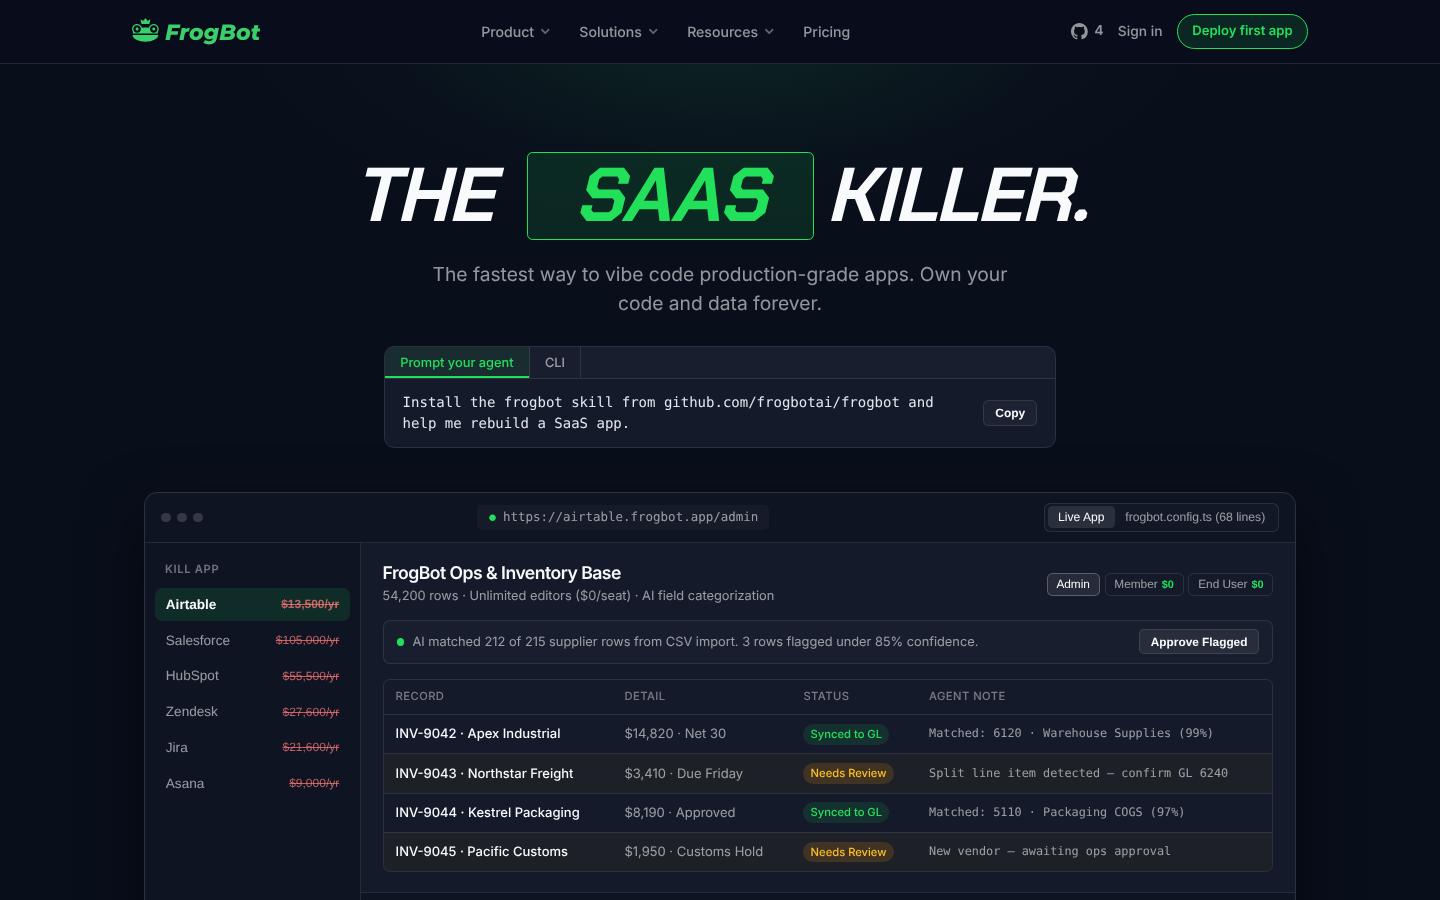 FrogBot
Product
Solutions
Resources
Pricing
4
Sign in
Deploy first app
THE SAAS KILLER.
The fastest way to vibe code production-grade apps. Own your
code and data forever.
Prompt your agent
CLI
Install the frogbot skill from github.com/frogbotai/frogbot and
help me rebuild a SaaS app.
Copy
https://airtable.frogbot.app/admin
Live App
frogbot.config.ts (68 lines)
KILL APP
Airtable $13,500/yr
Salesforce $105,000/yr
HubSpot $55,500/yr
Zendesk $27,600/yr
Jira $21,600/yr
Asana $9,000/yr
FrogBot Ops & Inventory Base
54,200 rows · Unlimited editors ($0/seat) · AI field categorization
Admin
Member $0
End User $0
AI matched 212 of 215 supplier rows from CSV import. 3 rows flagged under 85% confidence.
Approve Flagged
RECORD DETAIL STATUS AGENT NOTE
INV-9042 · Apex Industrial $14,820 · Net 30 Synced to GL Matched: 6120 · Warehouse Supplies (99%)
INV-9043 · Northstar Freight $3,410 · Due Friday Needs Review Split line item detected — confirm GL 6240
INV-9044 · Kestrel Packaging $8,190 · Approved Synced to GL Matched: 5110 · Packaging COGS (97%)
INV-9045 · Pacific Customs $1,950 · Customs Hold Needs Review New vendor — awaiting ops approval